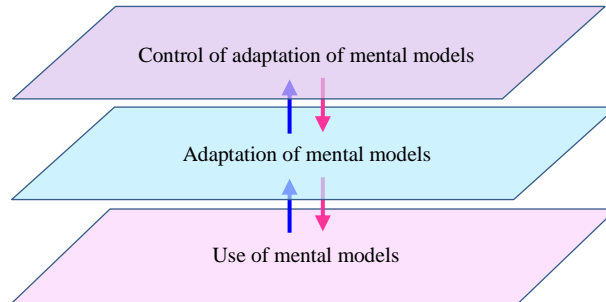 Control of adaptation of mental models
Adaptation of mental models
Use of mental models